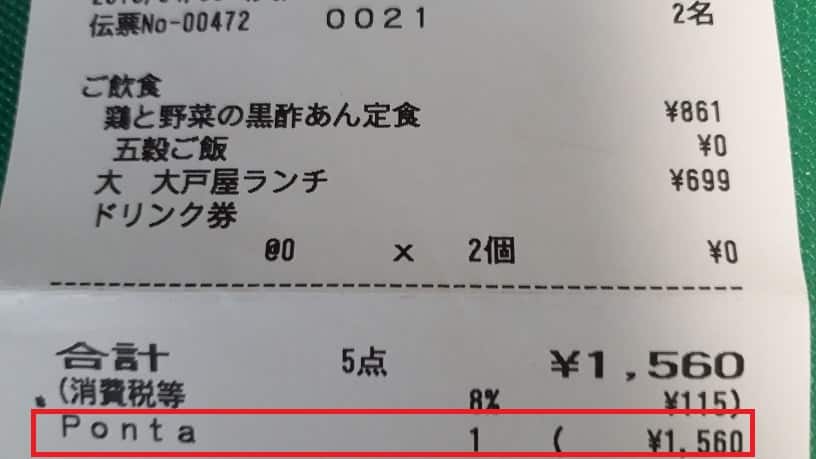 伝票No-00472 0021 2名
ご飲食
鶏と野菜の黒酢あん定食 ¥861
五穀ご飯 ¥0
大 大戸屋ランチ ¥699
ドリンク券
@0 x 2個 ¥0
合計 5点 ¥1,560
(消費税等 8% ¥115)
Ponta 1 ( ¥1,560